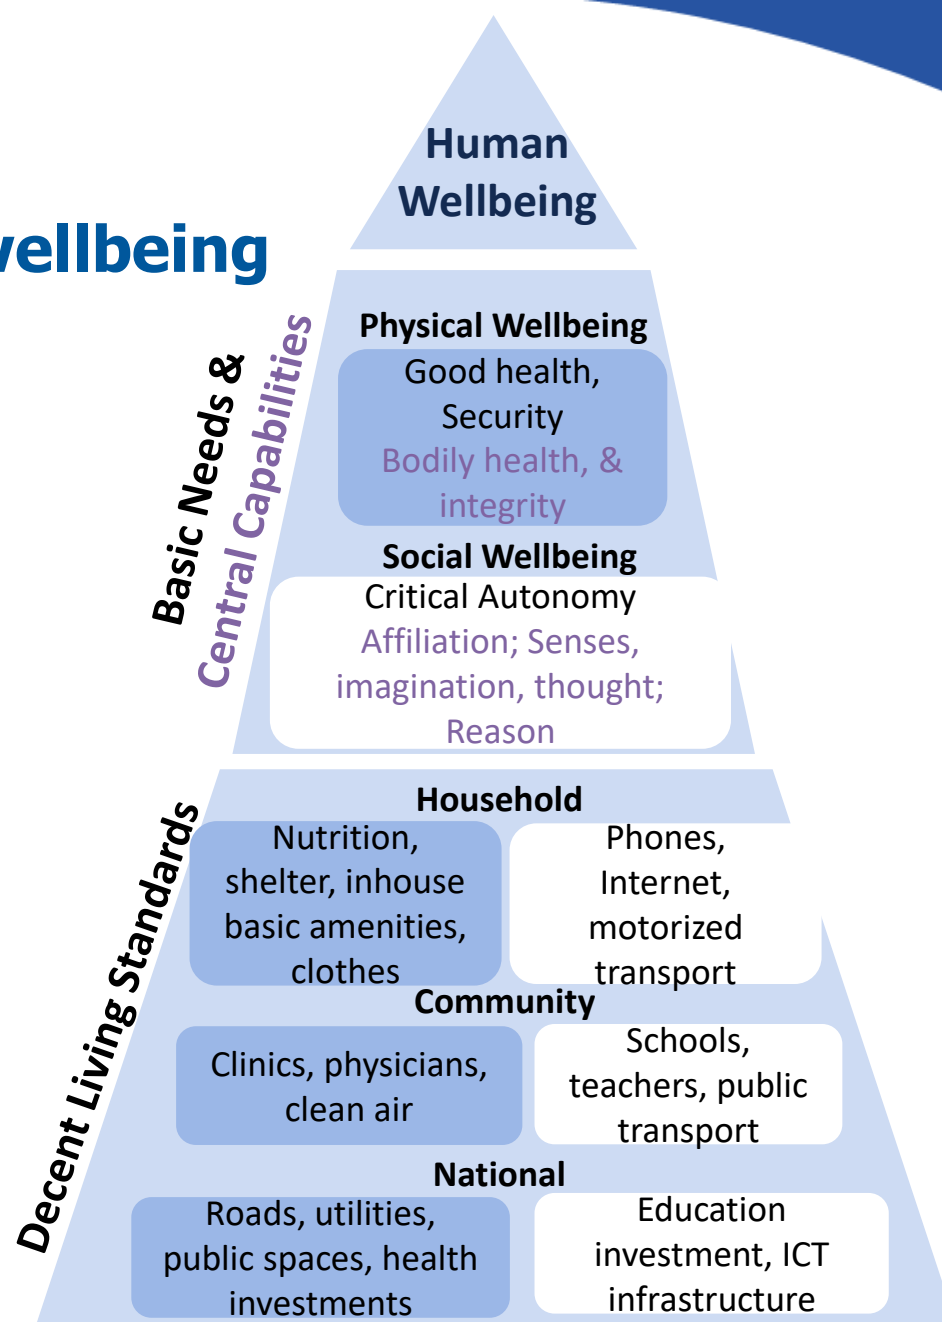 Human
Wellbeing
wellbeing
Basic Needs &
Central Capabilities
Physical Wellbeing
Good health,
Security
Bodily health, &
integrity
Social Wellbeing
Critical Autonomy
Affiliation; Senses,
imagination, thought;
Reason
Decent Living Standards
Household
Nutrition,
shelter, inhouse
basic amenities,
clothes
Phones,
Internet,
motorized
transport
Community
Clinics, physicians,
clean air
Schools,
teachers, public
transport
National
Roads, utilities,
public spaces, health
investments
Education
investment, ICT
infrastructure